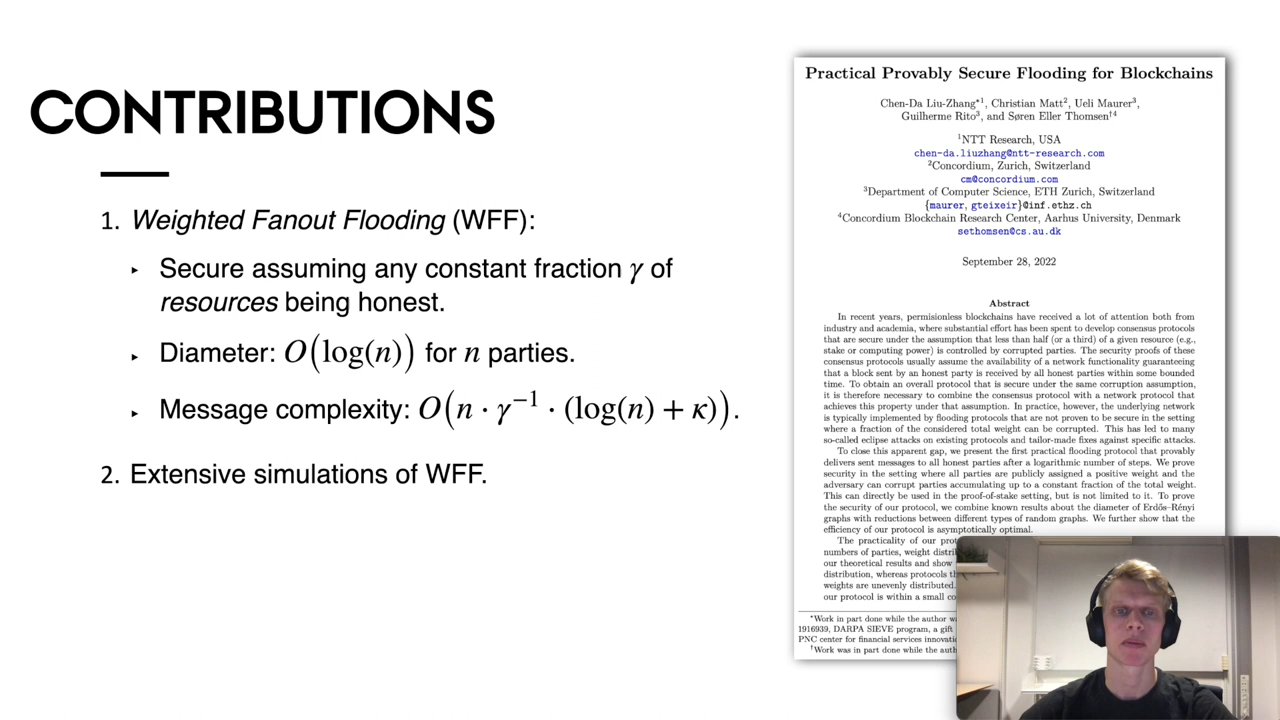 CONTRIBUTIONS
1. Weighted Fanout Flooding (WFF):
‣ Secure assuming any constant fraction γ of
resources being honest.
‣ Diameter: O(log(n)) for n parties.
‣ Message complexity: O(n · γ⁻¹ · (log(n) + κ)).
2. Extensive simulations of WFF.
Practical Provably Secure Flooding for Blockchains
Chen-Da Liu-Zhang*¹, Christian Matt², Ueli Maurer³,
Guilherme Rito³, and Søren Eller Thomsen†⁴
¹NTT Research, USA
chen-da.liuzhang@ntt-research.com
²Concordium, Zurich, Switzerland
cm@concordium.com
³Department of Computer Science, ETH Zurich, Switzerland
{maurer, gteixeir}@inf.ethz.ch
⁴Concordium Blockchain Research Center, Aarhus University, Denmark
sethomsen@cs.au.dk
September 28, 2022
Abstract
In recent years, permisionless blockchains have received a lot of attention both from
industry and academia, where substantial effort has been spent to develop consensus protocols
that are secure under the assumption that less than half (or a third) of a given resource (e.g.,
stake or computing power) is controlled by corrupted parties. The security proofs of these
consensus protocols usually assume the availability of a network functionality guaranteeing
that a block sent by an honest party is received by all honest parties within some bounded
time. To obtain an overall protocol that is secure under the same corruption assumption,
it is therefore necessary to combine the consensus protocol with a network protocol that
achieves this property under that assumption. In practice, however, the underlying network
is typically implemented by flooding protocols that are not proven to be secure in the setting
where a fraction of the considered total weight can be corrupted. This has led to many
so-called eclipse attacks on existing protocols and tailor-made fixes against specific attacks.
To close this apparent gap, we present the first practical flooding protocol that provably
delivers sent messages to all honest parties after a logarithmic number of steps. We prove
security in the setting where all parties are publicly assigned a positive weight and the
adversary can corrupt parties accumulating up to a constant fraction of the total weight.
This can directly be used in the proof-of-stake setting, but is not limited to it. To prove
the security of our protocol, we combine known results about the diameter of Erdős–Rényi
graphs with reductions between different types of random graphs. We further show that the
efficiency of our protocol is asymptotically optimal.
The practicality of our prot
numbers of parties, weight distri
our theoretical results and show
distribution, whereas protocols th
weights are unevenly distributed.
our protocol is within a small co
*Work in part done while the author wa
1916939, DARPA SIEVE program, a gift
PNC center for financial services innovati
†Work was in part done while the auth